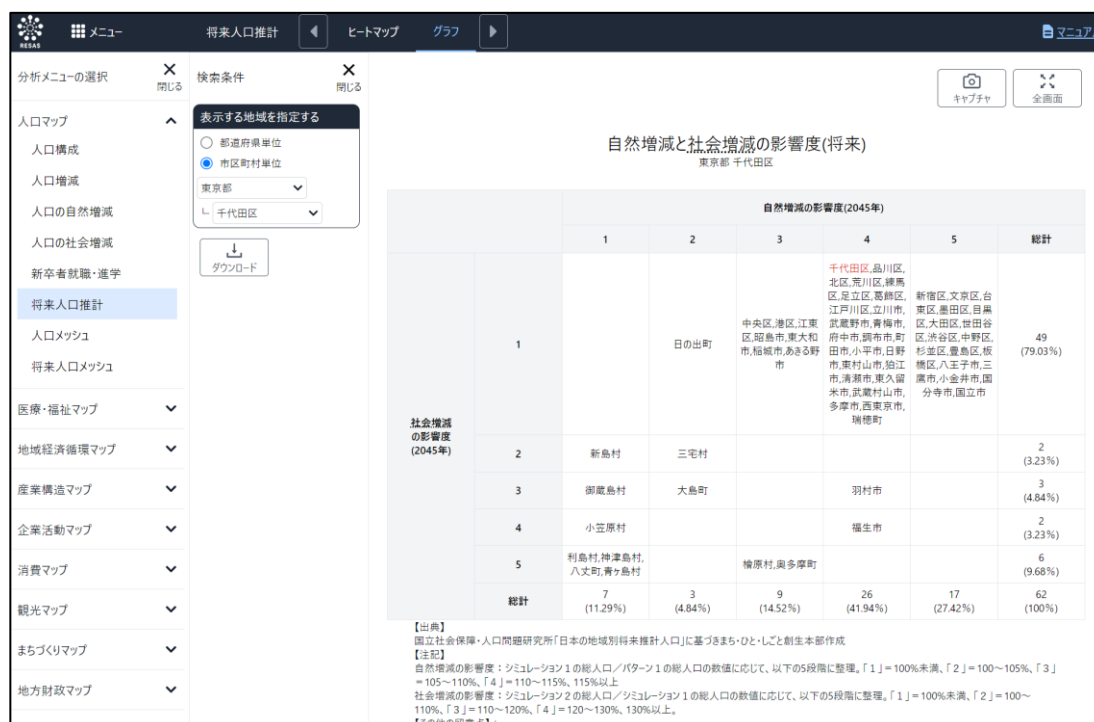 RESAS
メニュー
将来人口推計
ヒートマップ
グラフ
マニュアル
分析メニューの選択
閉じる
検索条件
閉じる
人口マップ
人口構成
人口増減
人口の自然増減
人口の社会増減
新卒者就職・進学
将来人口推計
人口メッシュ
将来人口メッシュ
医療・福祉マップ
地域経済循環マップ
産業構造マップ
企業活動マップ
消費マップ
観光マップ
まちづくりマップ
地方財政マップ
表示する地域を指定する
都道府県単位
市区町村単位
東京都
千代田区
ダウンロード
キャプチャ
全画面
自然増減と社会増減の影響度(将来)
東京都 千代田区
自然増減の影響度(2045年)
1 2 3 4 5 総計
社会増減
の影響度
(2045年)
1
日の出町
中央区,港区,江東
区,昭島市,東大和
市,稲城市,あきる野
市
千代田区,品川区,
北区,荒川区,練馬
区,足立区,葛飾区,
江戸川区,立川市,
武蔵野市,青梅市,
府中市,調布市,町
田市,小平市,日野
市,東村山市,狛江
市,清瀬市,東久留
米市,武蔵村山市,
多摩市,西東京市,
瑞穂町
新宿区,文京区,台
東区,墨田区,目黒
区,大田区,世田谷
区,渋谷区,中野区,
杉並区,豊島区,板
橋区,八王子市,三
鷹市,小金井市,国
分寺市,国立市
49
(79.03%)
2 新島村 三宅村
2
(3.23%)
3 御蔵島村 大島町 羽村市
3
(4.84%)
4 小笠原村 福生市
2
(3.23%)
5
利島村,神津島村,
八丈町,青ヶ島村
檜原村,奥多摩町
6
(9.68%)
総計
7
(11.29%)
3
(4.84%)
9
(14.52%)
26
(41.94%)
17
(27.42%)
62
(100%)
【出典】
国立社会保障・人口問題研究所「日本の地域別将来推計人口」に基づきまち・ひと・しごと創生本部作成
【注記】
自然増減の影響度：シミュレーション１の総人口／パターン１の総人口の数値に応じて、以下の5段階に整理。「１」=100%未満、「２」=100～105%、「３」
=105～110%、「４」=110～115%、115%以上
社会増減の影響度：シミュレーション２の総人口／シミュレーション１の総人口の数値に応じて、以下の5段階に整理。「１」=100%未満、「２」=100～
110%、「３」=110～120%、「４」=120～130%、130%以上。
【その他の留意点】